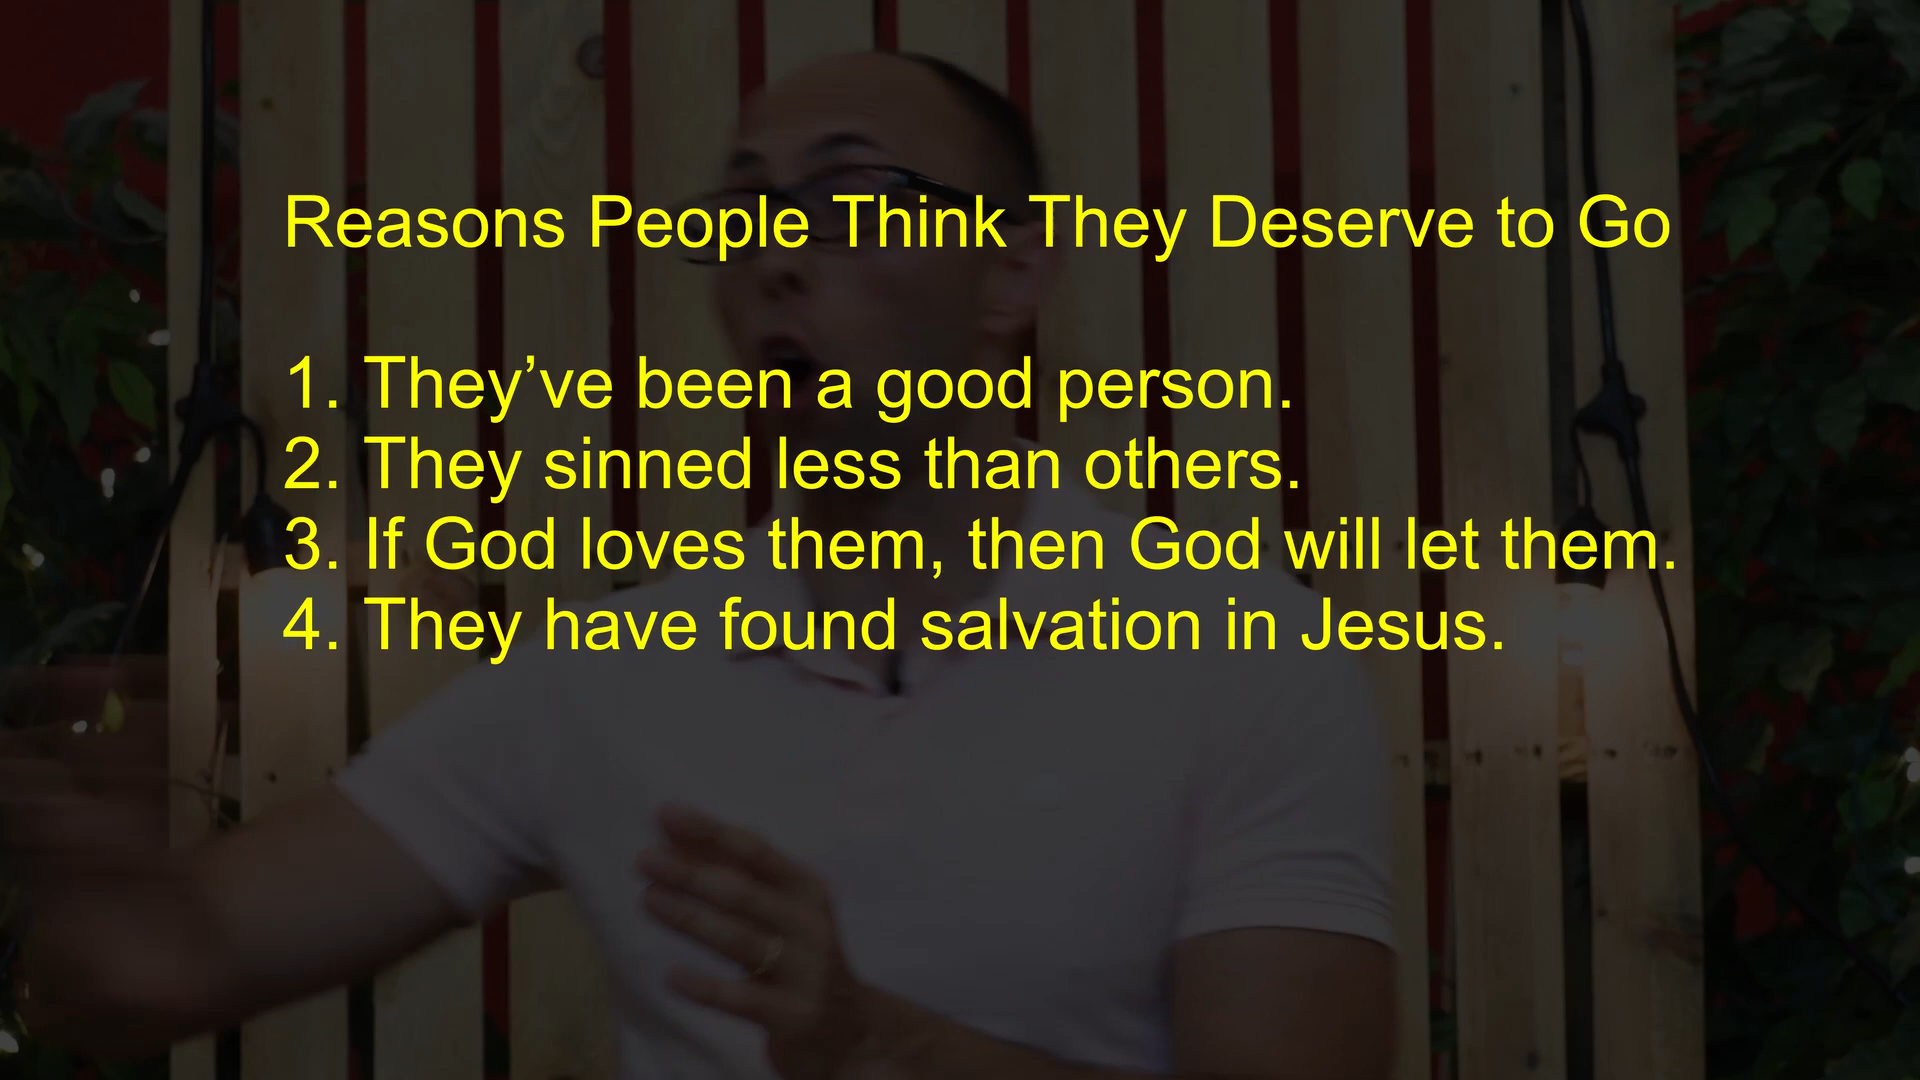 Reasons People Think They Deserve to Go
1. They’ve been a good person.
2. They sinned less than others.
3. If God loves them, then God will let them.
4. They have found salvation in Jesus.